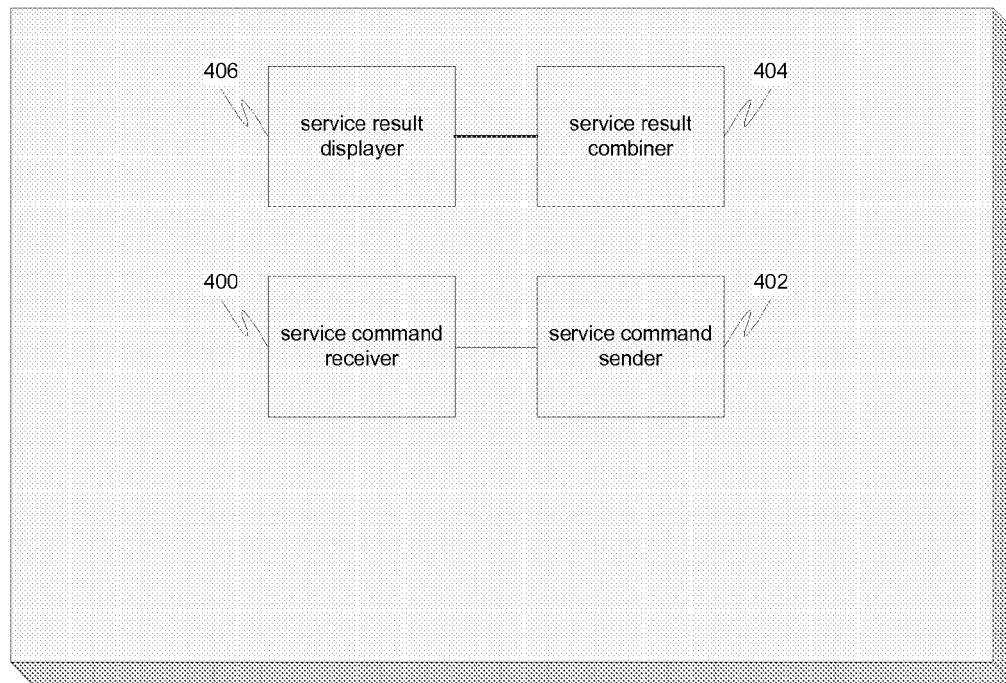 406
service result
displayer
service result
combiner
404
400
service command
receiver
service command
sender
402